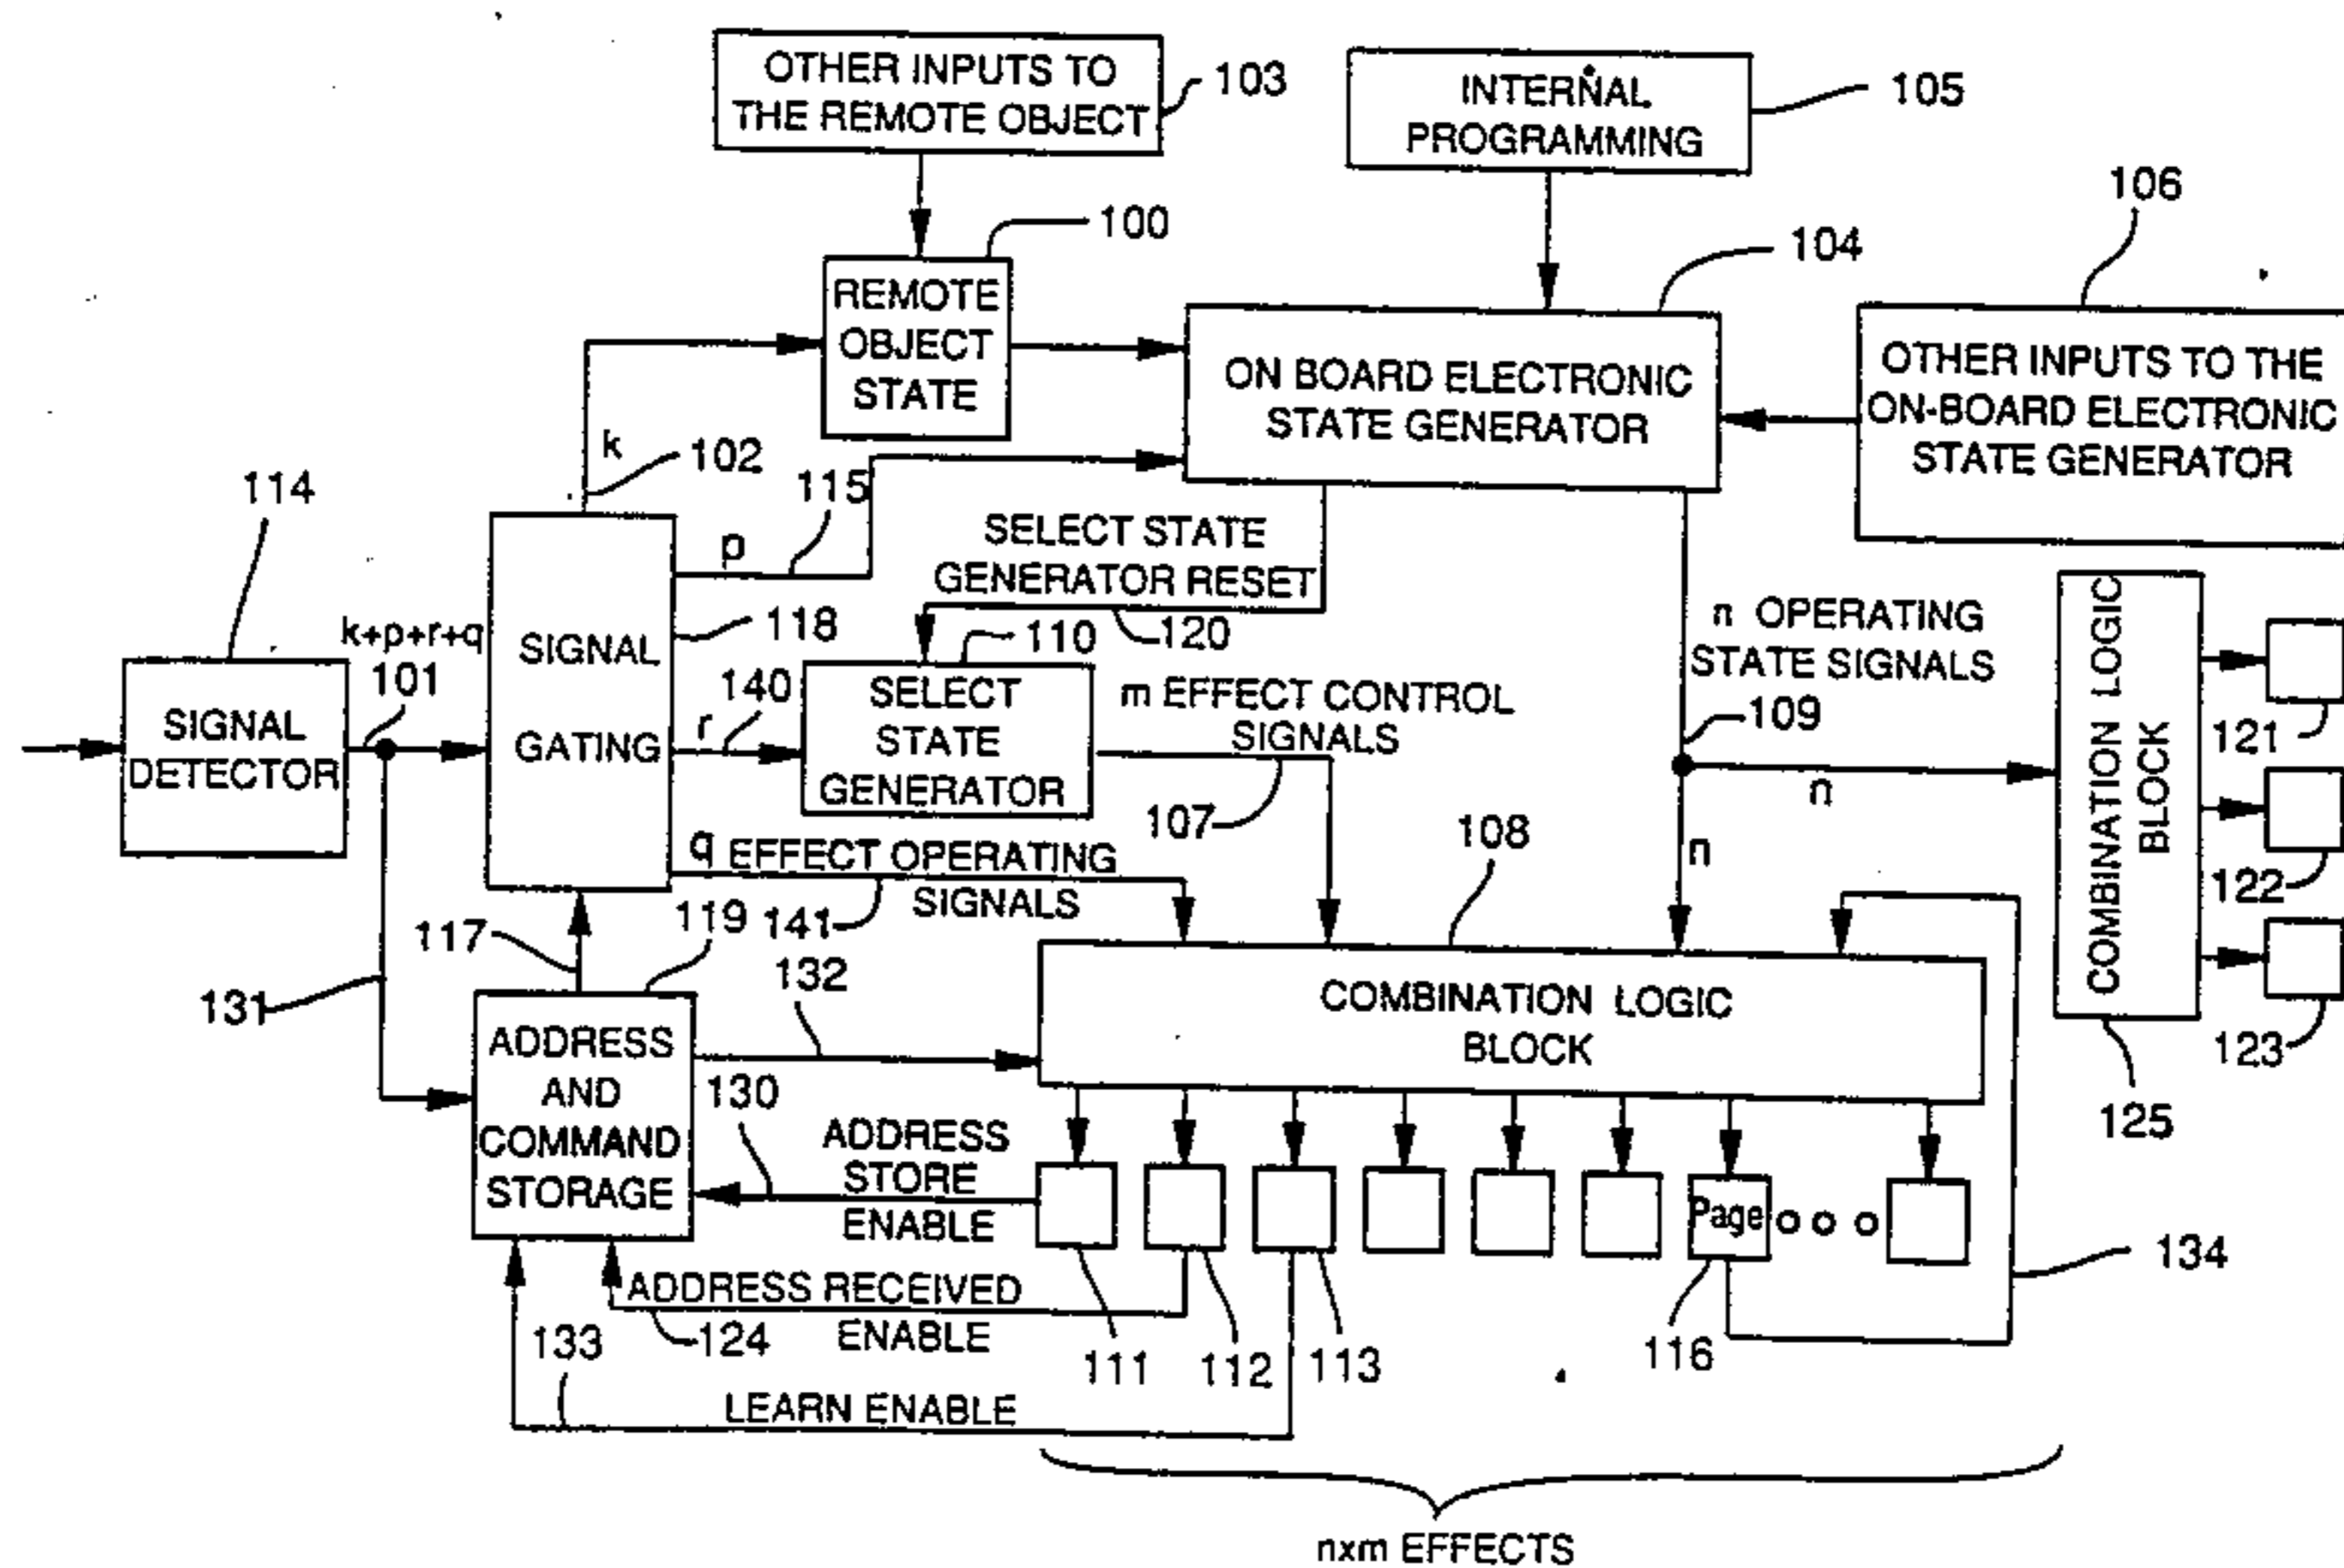 OTHER INPUTS TO
THE REMOTE OBJECT
103
INTERNAL
PROGRAMMING
105
106
100
104
REMOTE
OBJECT
STATE
ON BOARD ELECTRONIC
STATE GENERATOR
OTHER INPUTS TO THE
ON-BOARD ELECTRONIC
STATE GENERATOR
k
102
115
114
p
SELECT STATE
GENERATOR RESET
118
120
k+p+r+q
101
SIGNAL
GATING
SIGNAL
DETECTOR
110
140
r
SELECT
STATE
GENERATOR
m EFFECT CONTROL
SIGNALS
107
n OPERATING
STATE SIGNALS
109
n
n
COMBINATION LOGIC
BLOCK
121
122
123
125
q EFFECT OPERATING
SIGNALS
141
108
117
119
132
131
COMBINATION LOGIC
BLOCK
ADDRESS
AND
COMMAND
STORAGE
130
ADDRESS
STORE
ENABLE
Page
134
ADDRESS RECEIVED
ENABLE
124
133
111
112
113
116
LEARN ENABLE
nxm EFFECTS